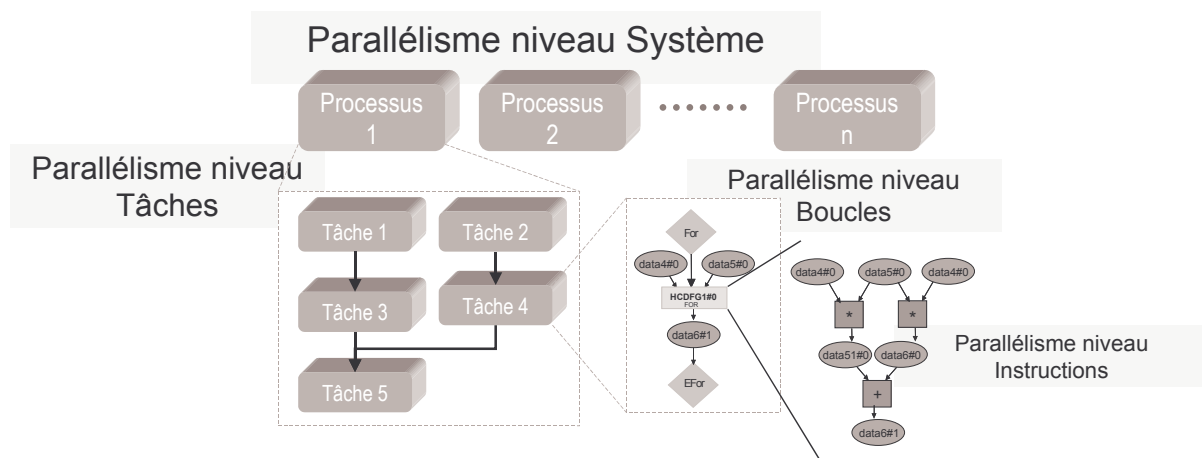 Parallélisme niveau Système
Processus
1
Processus
2
Processus
n
Parallélisme niveau
Tâches
Tâche 1
Tâche 2
Tâche 3
Tâche 4
Tâche 5
Parallélisme niveau
Boucles
For
data4#0
data5#0
HCDFG1#0
FOR
data6#1
EFor
data4#0
data5#0
data4#0
*
*
data51#0
data6#0
+
data6#1
Parallélisme niveau
Instructions